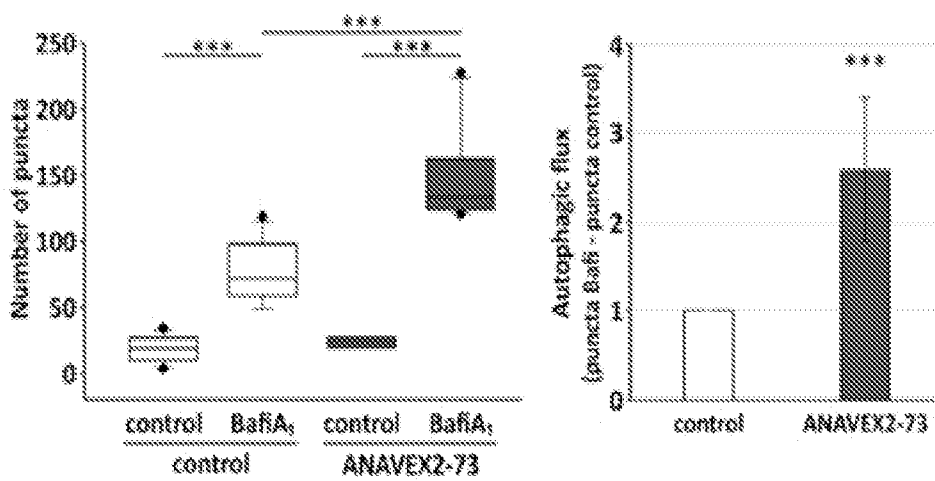 ***
***
***
250
200
150
100
50
0
Number of puncta
control
BafiA₁
control
BafiA₁
control
ANAVEX2-73
4
3
2
1
0
Autophagic flux
(puncta Bafi - puncta control)
***
control
ANAVEX2-73